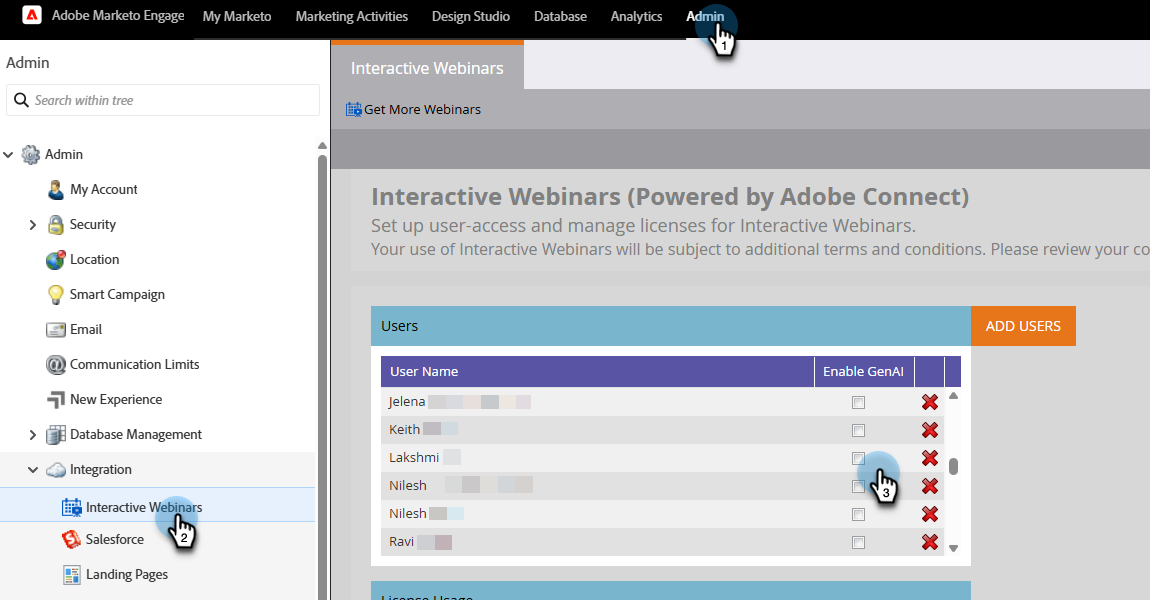 Adobe Marketo Engage My Marketo Marketing Activities Design Studio Database Analytics Admin
1
Admin
Search within tree
Admin
My Account
Security
Location
Smart Campaign
Email
Communication Limits
New Experience
Database Management
Integration
Interactive Webinars
2
Salesforce
Landing Pages
Interactive Webinars
Get More Webinars
Interactive Webinars (Powered by Adobe Connect)
Set up user-access and manage licenses for Interactive Webinars.
Your use of Interactive Webinars will be subject to additional terms and conditions. Please review your co
Users ADD USERS
User Name Enable GenAI
Jelena
Keith
Lakshmi
Nilesh
3
Nilesh
Ravi
License Usage